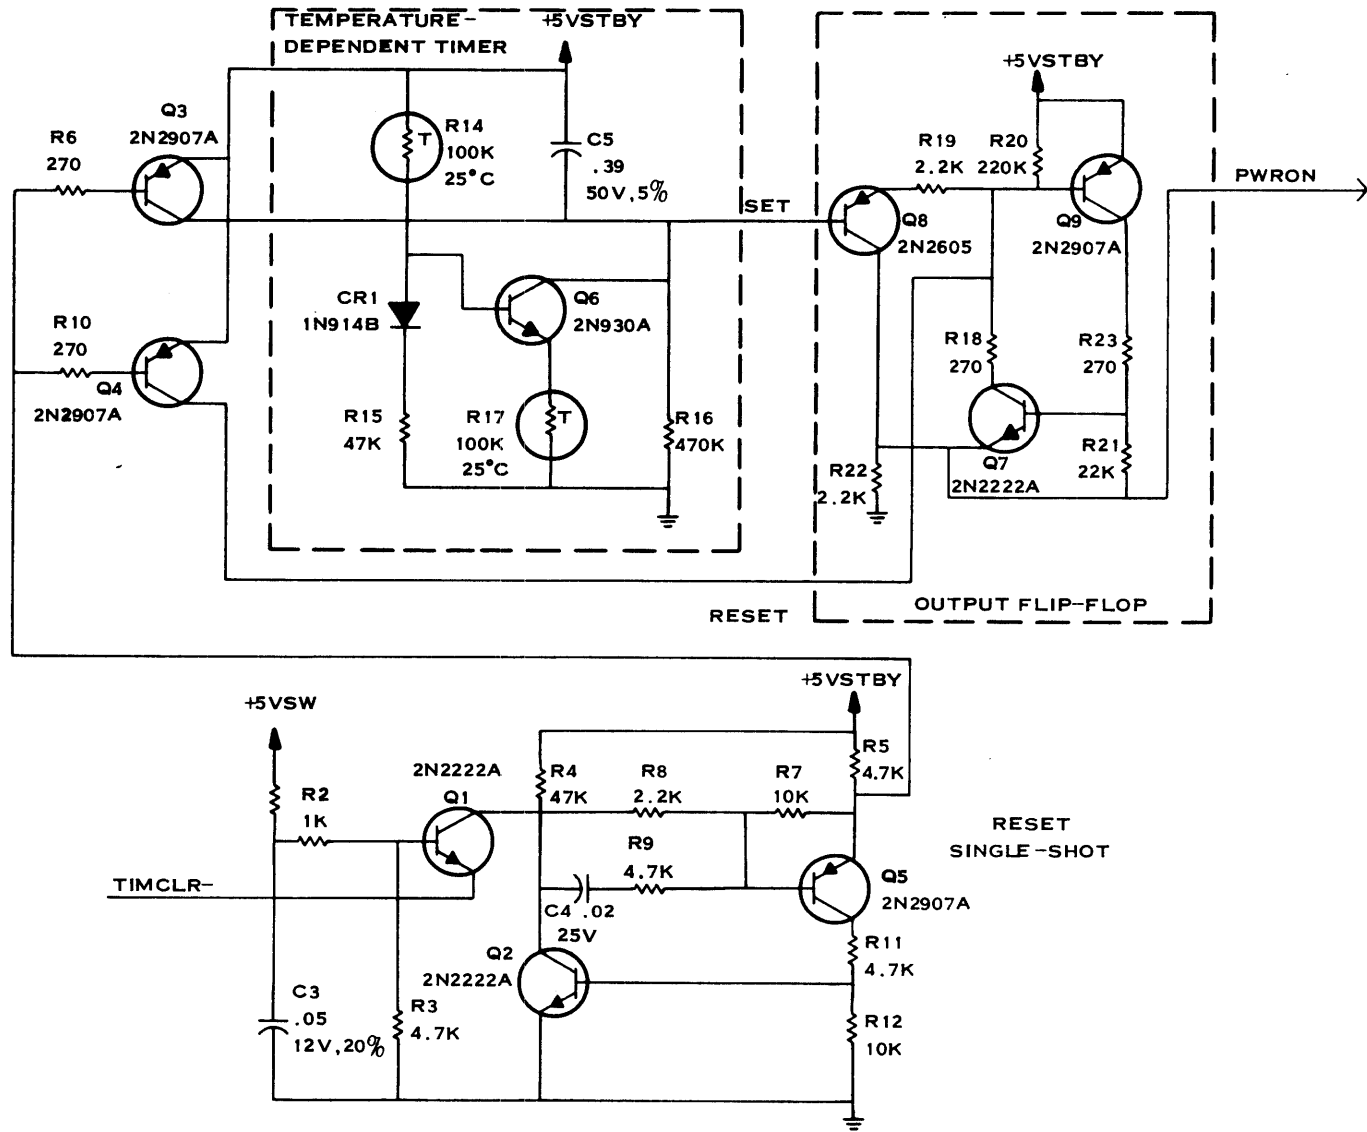 TEMPERATURE-
DEPENDENT TIMER
+5VSTBY
+5VSTBY
Q3
2N2907A
R6
270
T
R14
100K
25°C
C5
.39
50V,5%
R19
2.2K
R20
220K
PWRON
SET
Q8
2N2605
Q9
2N2907A
CR1
1N914B
Q6
2N930A
R10
270
Q4
2N2907A
R18
270
R23
270
R15
47K
R17
100K
25°C
T
R16
470K
R22
2.2K
Q7
2N2222A
R21
22K
RESET
OUTPUT FLIP-FLOP
+5VSW
+5VSTBY
R2
1K
2N2222A
Q1
R4
47K
R8
2.2K
R7
10K
R5
4.7K
RESET
SINGLE-SHOT
R9
4.7K
TIMCLR-
C4 .02
25V
Q5
2N2907A
Q2
2N2222A
R11
4.7K
C3
.05
12V,20%
R3
4.7K
R12
10K